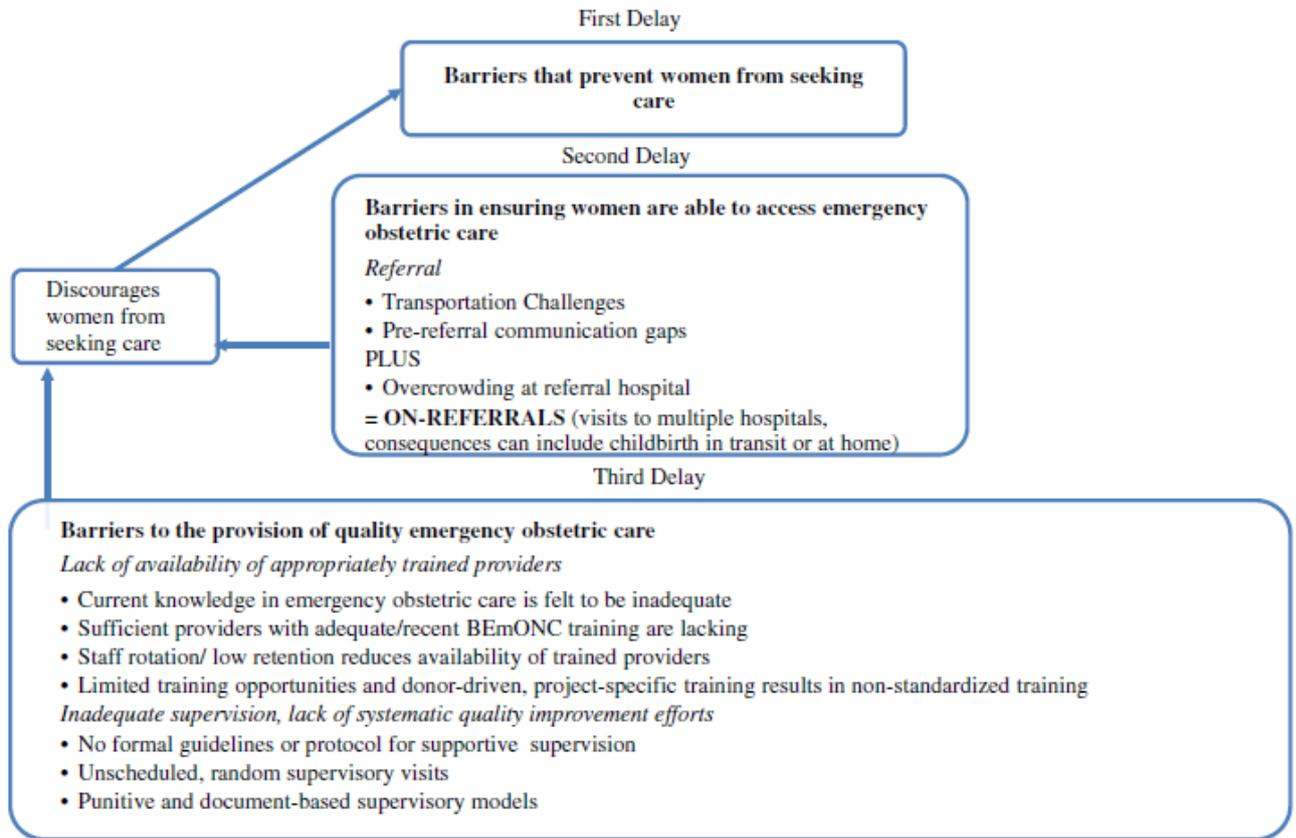 First Delay
Barriers that prevent women from seeking
care
Second Delay
Barriers in ensuring women are able to access emergency
obstetric care
Referral
• Transportation Challenges
• Pre-referral communication gaps
PLUS
• Overcrowding at referral hospital
= ON-REFERRALS (visits to multiple hospitals,
consequences can include childbirth in transit or at home)
Discourages
women from
seeking care
Third Delay
Barriers to the provision of quality emergency obstetric care
Lack of availability of appropriately trained providers
• Current knowledge in emergency obstetric care is felt to be inadequate
• Sufficient providers with adequate/recent BEmONC training are lacking
• Staff rotation/ low retention reduces availability of trained providers
• Limited training opportunities and donor-driven, project-specific training results in non-standardized training
Inadequate supervision, lack of systematic quality improvement efforts
• No formal guidelines or protocol for supportive supervision
• Unscheduled, random supervisory visits
• Punitive and document-based supervisory models